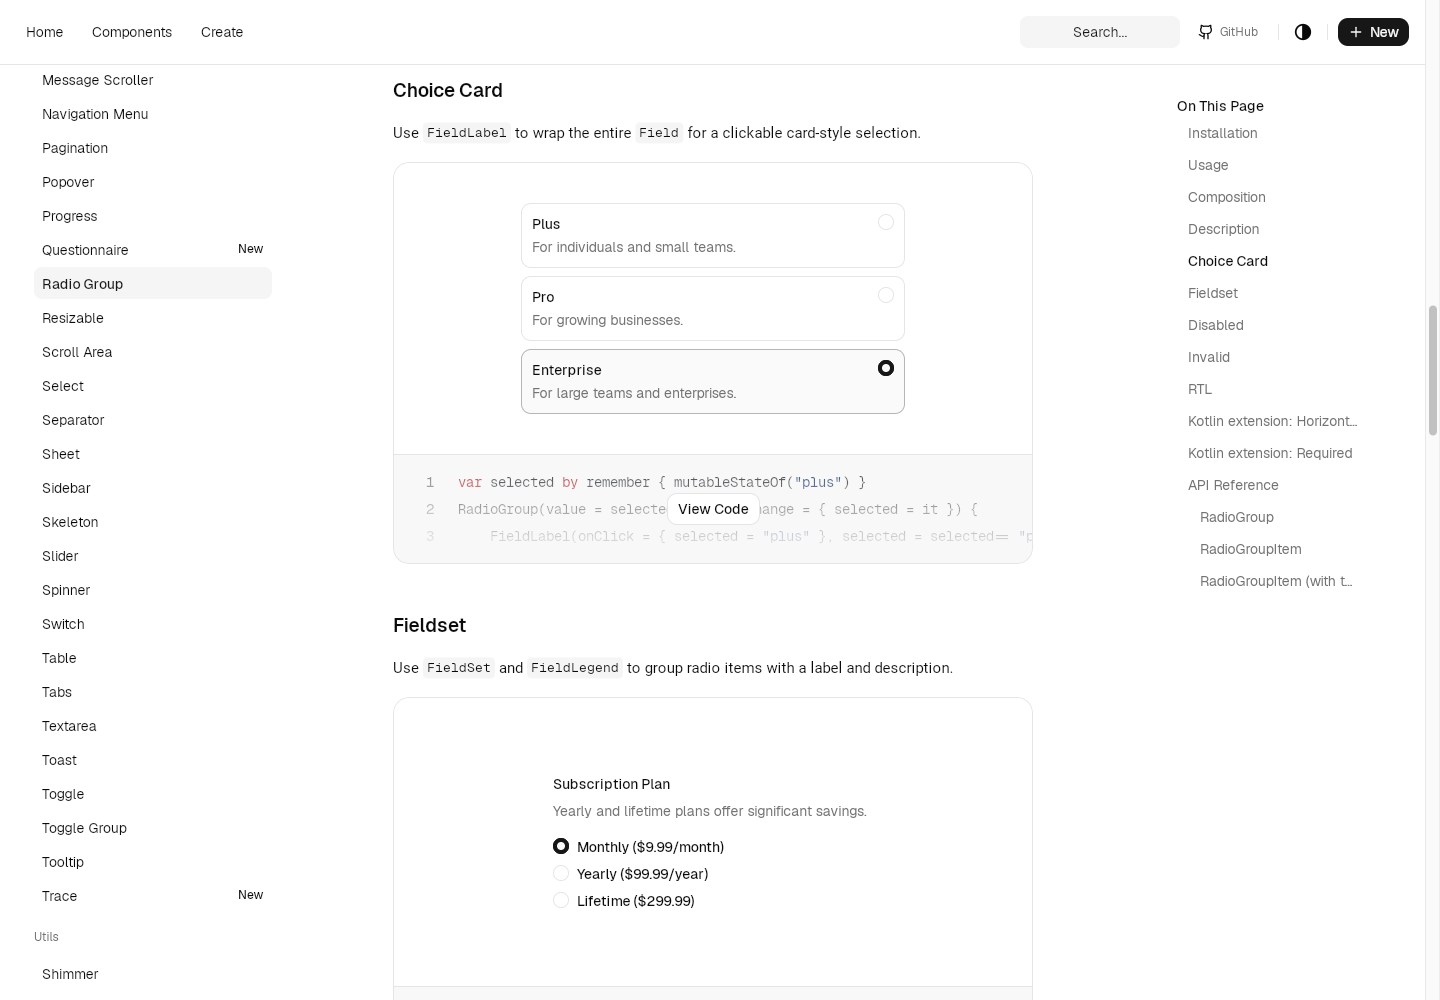 Home
Components
Create
Search...
GitHub
New
Message Scroller
Navigation Menu
Pagination
Popover
Progress
Questionnaire New
Radio Group
Resizable
Scroll Area
Select
Separator
Sheet
Sidebar
Skeleton
Slider
Spinner
Switch
Table
Tabs
Textarea
Toast
Toggle
Toggle Group
Tooltip
Trace New
Utils
Shimmer
Choice Card
Use FieldLabel to wrap the entire Field for a clickable card-style selection.
Plus
For individuals and small teams.
Pro
For growing businesses.
Enterprise
For large teams and enterprises.
1 var selected by remember { mutableStateOf("plus") }
2 RadioGroup(value = selecte ange = { selected = it }) {
View Code
3 FieldLabel(onClick = { selected = "plus" }, selected = selected== "p
Fieldset
Use FieldSet and FieldLegend to group radio items with a label and description.
Subscription Plan
Yearly and lifetime plans offer significant savings.
Monthly ($9.99/month)
Yearly ($99.99/year)
Lifetime ($299.99)
On This Page
Installation
Usage
Composition
Description
Choice Card
Fieldset
Disabled
Invalid
RTL
Kotlin extension: Horizont...
Kotlin extension: Required
API Reference
RadioGroup
RadioGroupItem
RadioGroupItem (with t...